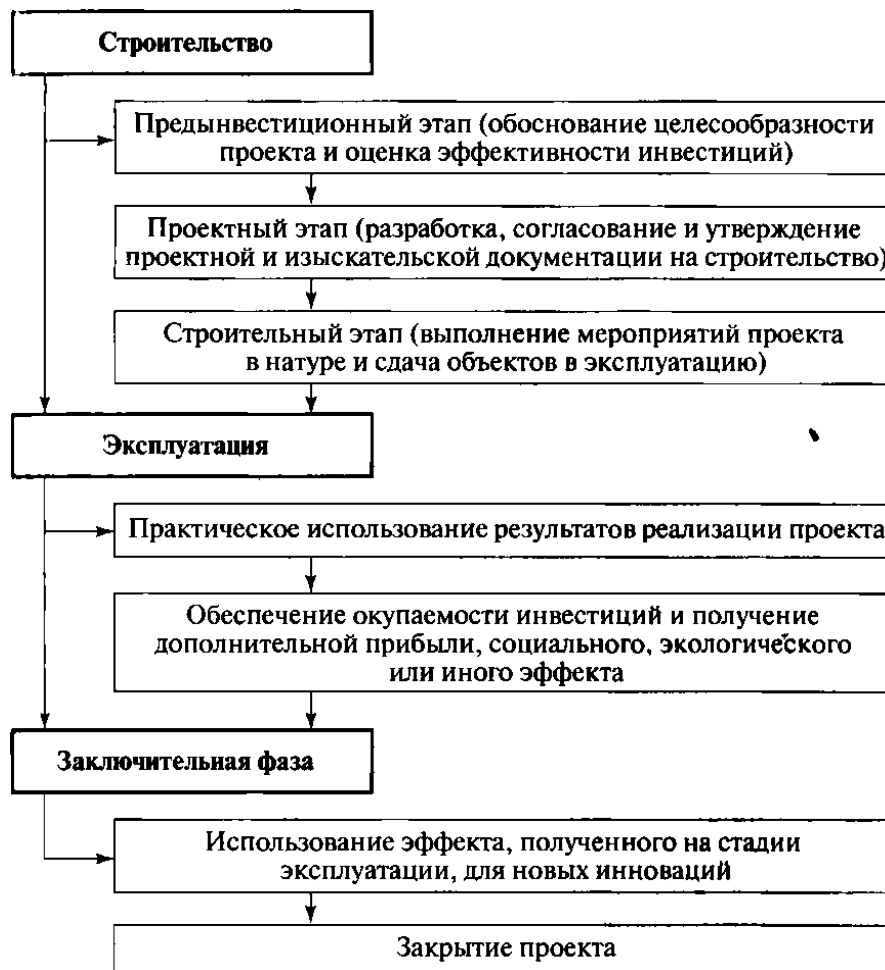 Строительство
Предынвестиционный этап (обоснование целесообразности
проекта и оценка эффективности инвестиций)
Проектный этап (разработка, согласование и утверждение
проектной и изыскательской документации на строительство)
Строительный этап (выполнение мероприятий проекта
в натуре и сдача объектов в эксплуатацию)
Эксплуатация
Практическое использование результатов реализации проекта
Обеспечение окупаемости инвестиций и получение
дополнительной прибыли, социального, экологического
или иного эффекта
Заключительная фаза
Использование эффекта, полученного на стадии
эксплуатации, для новых инноваций
Закрытие проекта